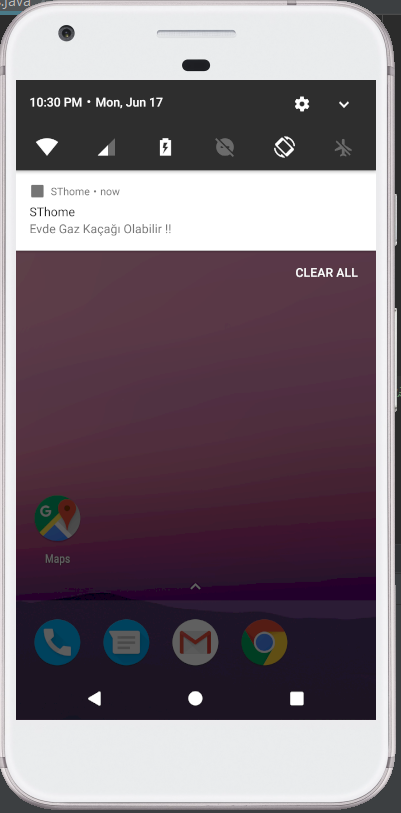 s.java
10:30 PM • Mon, Jun 17
SThome • now
SThome
Evde Gaz Kaçağı Olabilir !!
CLEAR ALL
G
Maps